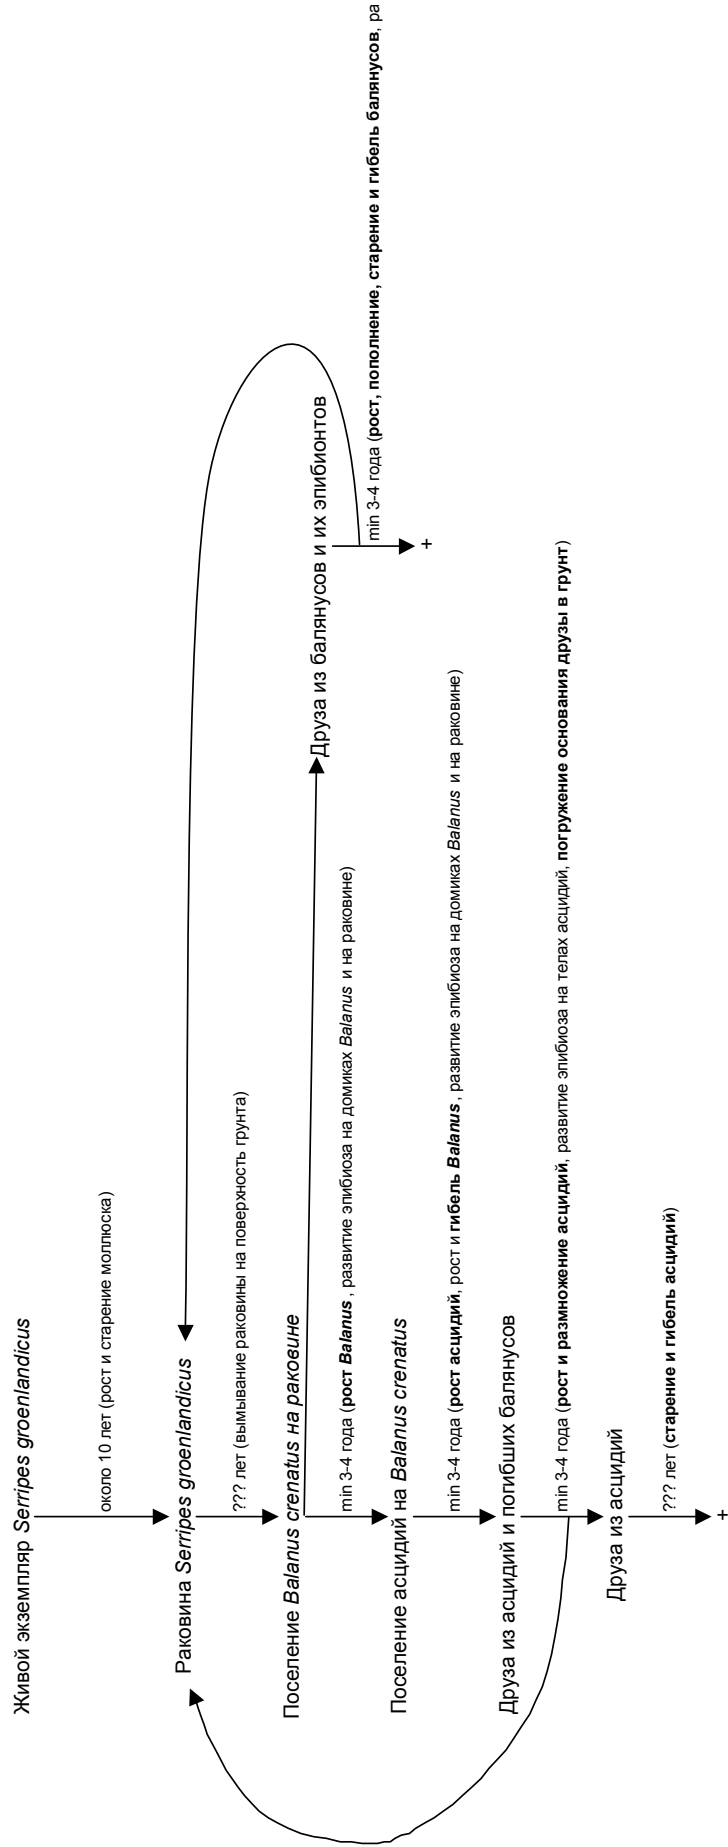 Живой экземпляр Serripes groenlandicus
около 10 лет (рост и старение моллюска)
Раковина Serripes groenlandicus
??? лет (вымывание раковины на поверхность грунта)
Поселение Balanus crenatus на раковине
Друза из балянусов и их эпибионтов
min 3-4 года (рост Balanus , развитие эпибиоза на домиках Balanus и на раковине)
min 3-4 года (рост, пополнение, старение и гибель балянусов, ра
Поселение асцидий на Balanus crenatus
+
min 3-4 года (рост асцидий, рост и гибель Balanus , развитие эпибиоза на домиках Balanus и на раковине)
Друза из асцидий и погибших балянусов
min 3-4 года (рост и размножение асцидий, развитие эпибиоза на телах асцидий, погружение основания друзы в грунт)
Друза из асцидий
??? лет (старение и гибель асцидий)
+